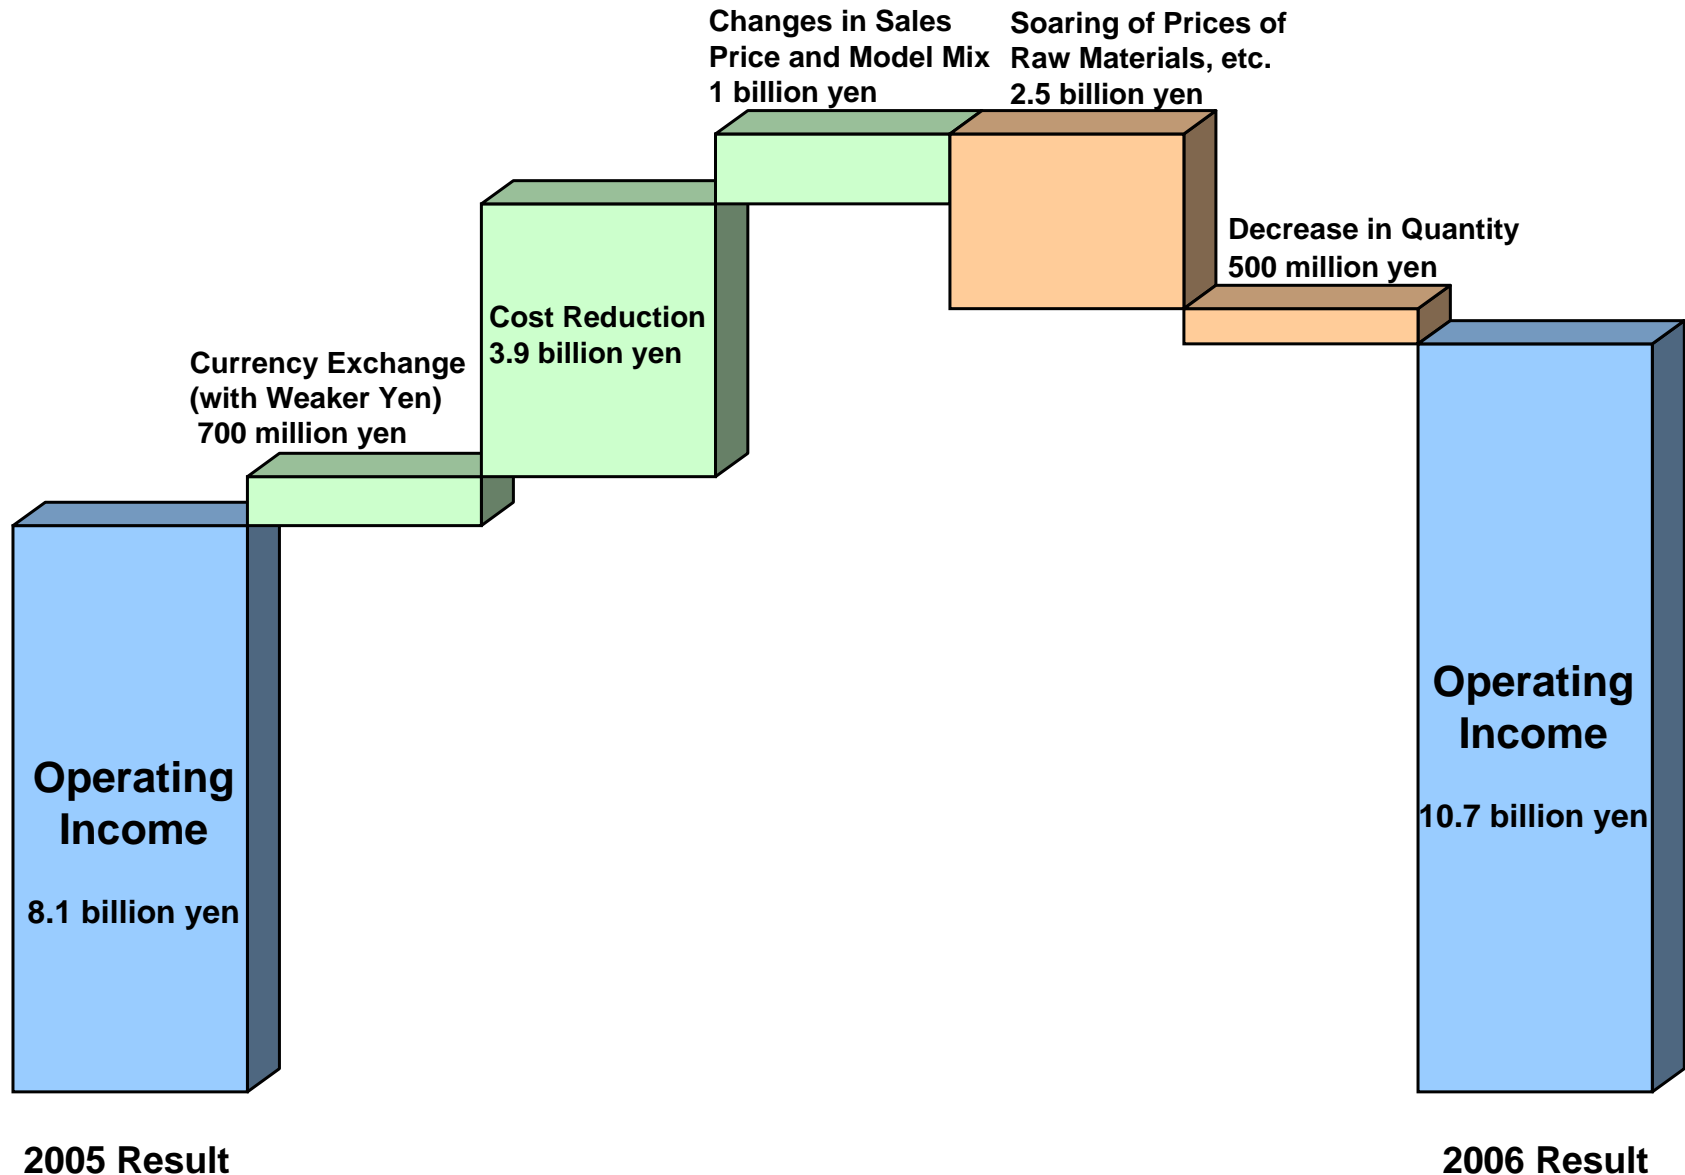 Changes in Sales
Price and Model Mix
1 billion yen
Soaring of Prices of
Raw Materials, etc.
2.5 billion yen
Decrease in Quantity
500 million yen
Cost Reduction
3.9 billion yen
Currency Exchange
(with Weaker Yen)
700 million yen
Operating
Income
8.1 billion yen
Operating
Income
10.7 billion yen
2005 Result
2006 Result